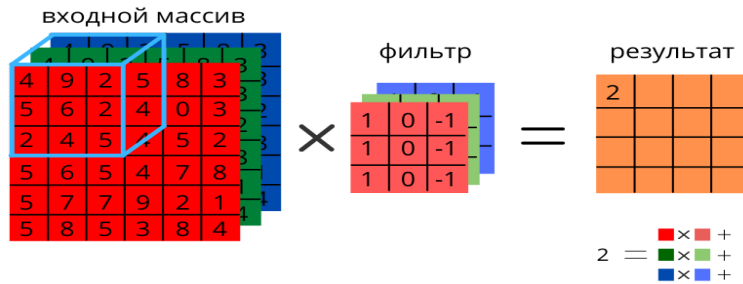 входной массив
фильтр
результат
4 9 2 5 8 3
5 6 2 4 0 3
2 4 5 4 5 2
5 6 5 4 7 8
5 7 7 9 2 1
5 8 5 3 8 4
×
1 0 -1
1 0 -1
1 0 -1
=
2
2 = × +
× +
× +